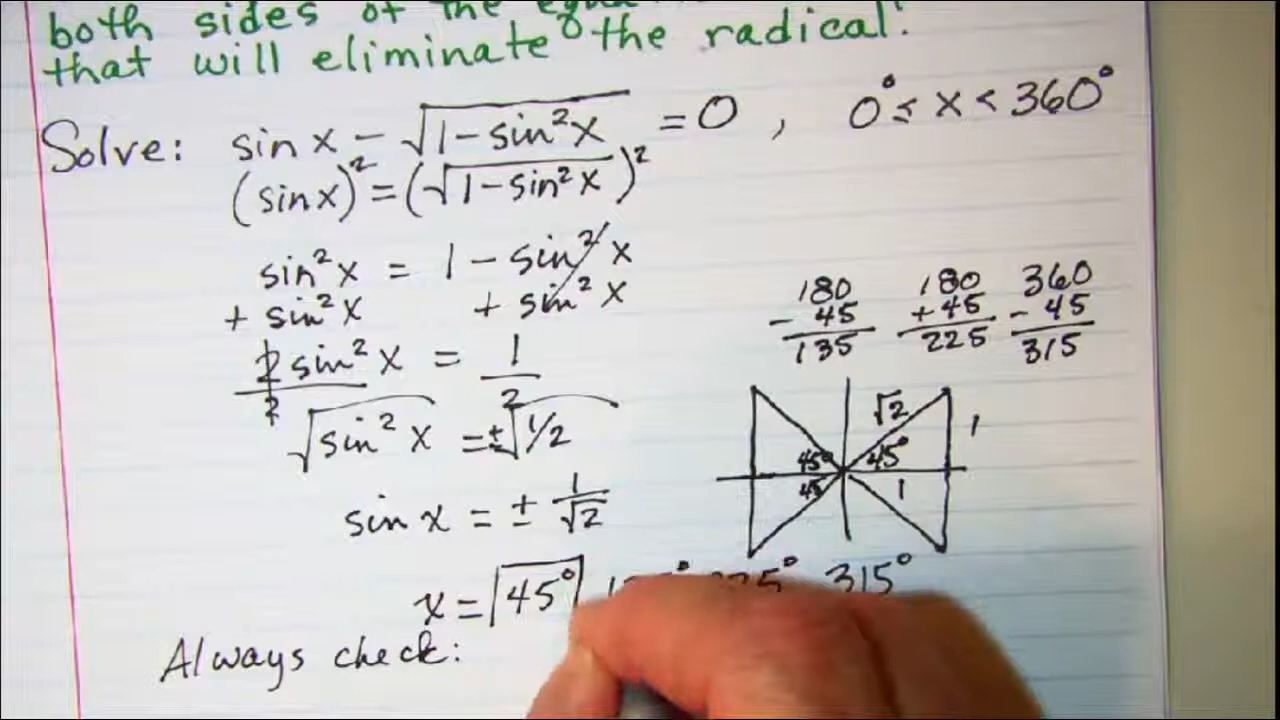 both sides of the
that will eliminate the radical!
Solve: sin x - √(1 - sin²x) = 0 , 0° ≤ x < 360°
(sin x)² = (√(1 - sin²x))²
sin²x = 1 - sin²x
+ sin²x + sin²x
2 sin²x = 1
2 2
√(sin²x) = ±√(1/2)
sin x = ± 1/√2
x = 45° 315°
Always check:
180 180 360
- 45 + 45 - 45
135 225 315
√2
1
45° 45°
45 1